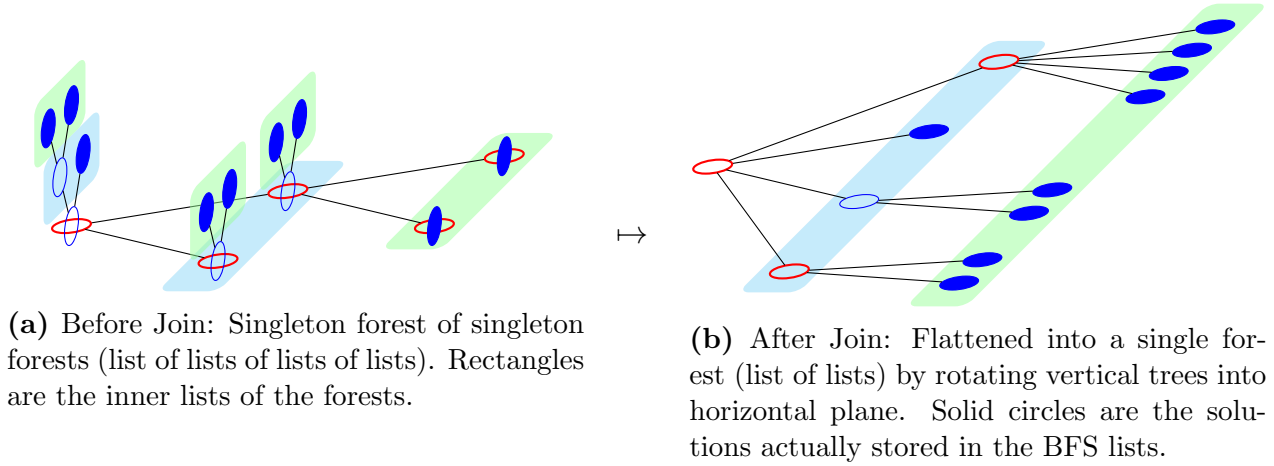 ↦
(a) Before Join: Singleton forest of singleton
forests (list of lists of lists of lists). Rectangles
are the inner lists of the forests.
(b) After Join: Flattened into a single for-
est (list of lists) by rotating vertical trees into
horizontal plane. Solid circles are the solu-
tions actually stored in the BFS lists.